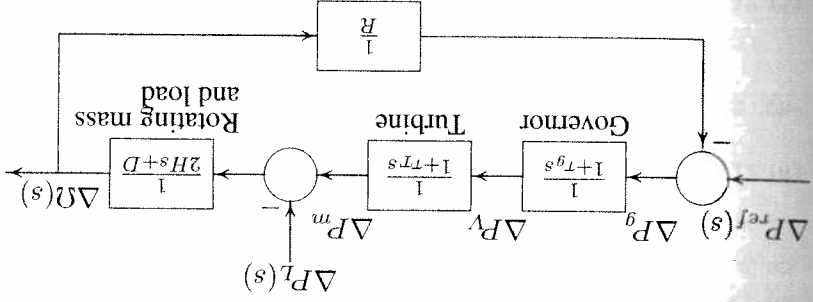 ΔP_L(s)
ΔP_ref(s)
ΔP_g
ΔP_V
ΔP_m
ΔΩ(s)
−
−
1/(1+τ_g s)
1/(1+τ_T s)
1/(2Hs+D)
Governor
Turbine
Rotating mass
and load
1/R